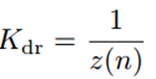 K_dr = 1 / z(n)